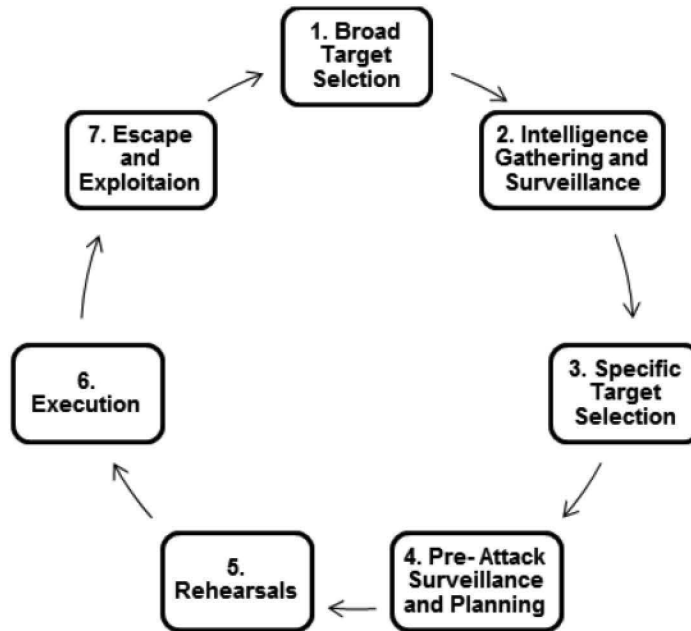 1. Broad
Target
Selction
2. Intelligence
Gathering and
Surveillance
3. Specific
Target
Selection
4. Pre- Attack
Surveillance
and Planning
5.
Rehearsals
6.
Execution
7. Escape
and
Exploitaion